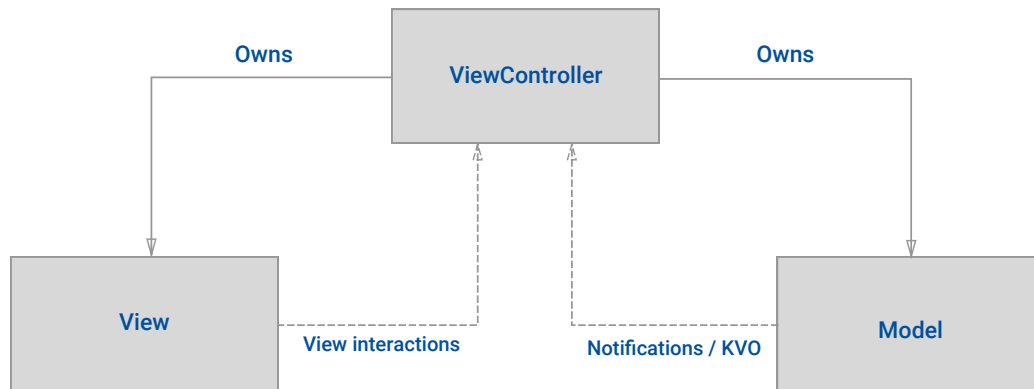 Owns
ViewController
Owns
View
View interactions
Notifications / KVO
Model